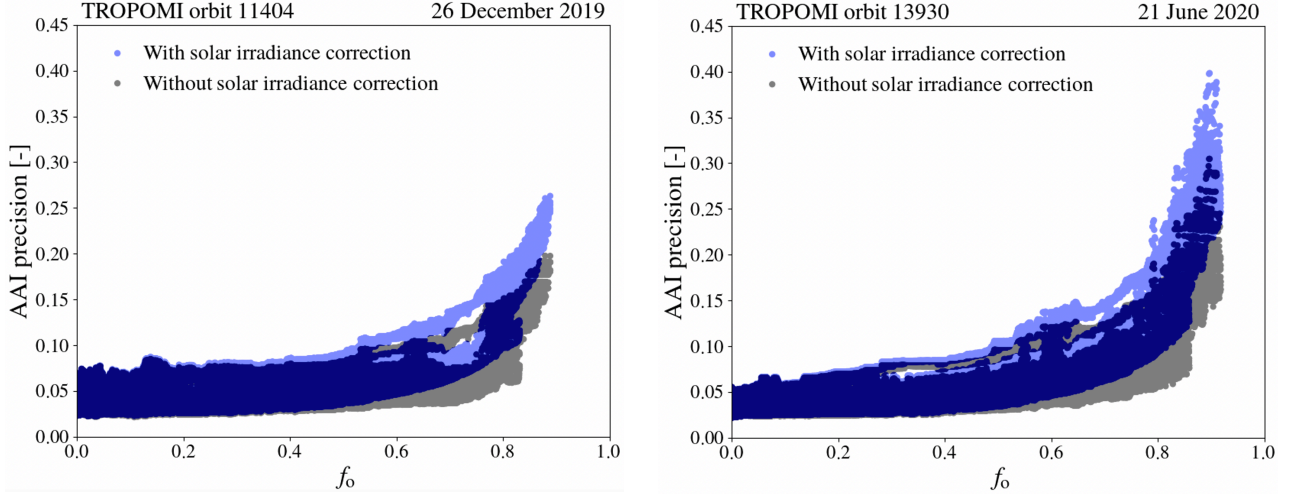 TROPOMI orbit 11404 26 December 2019
With solar irradiance correction
Without solar irradiance correction
AAI precision [-]
0.45
0.40
0.35
0.30
0.25
0.20
0.15
0.10
0.05
0.00
0.0 0.2 0.4 0.6 0.8 1.0
fo
TROPOMI orbit 13930 21 June 2020
With solar irradiance correction
Without solar irradiance correction
AAI precision [-]
0.45
0.40
0.35
0.30
0.25
0.20
0.15
0.10
0.05
0.00
0.0 0.2 0.4 0.6 0.8 1.0
fo